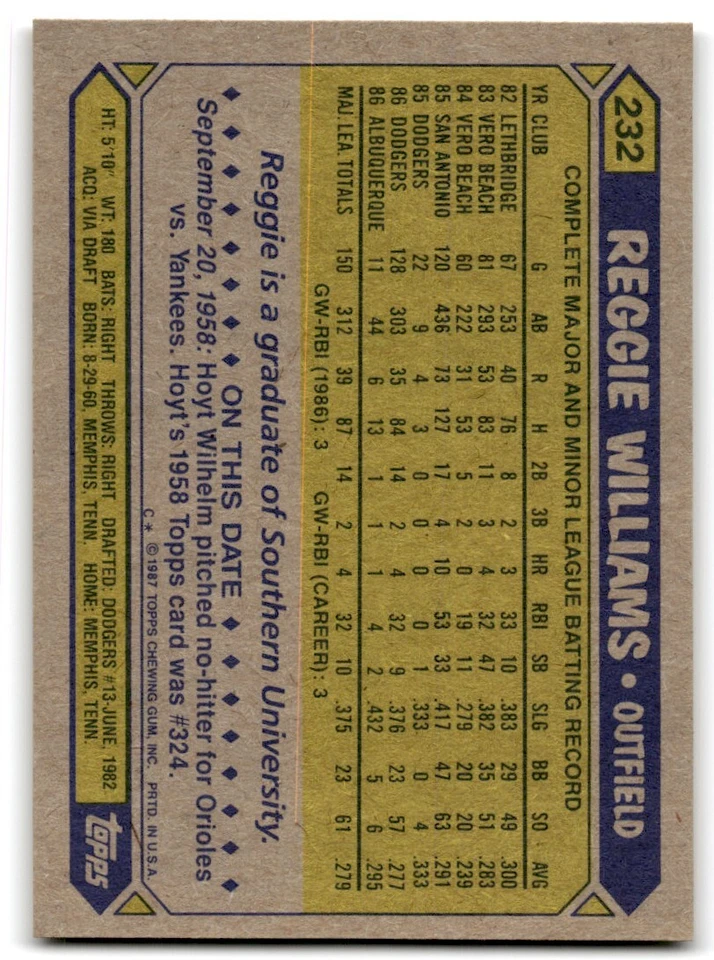 232 REGGIE WILLIAMS • OUTFIELD
COMPLETE MAJOR AND MINOR LEAGUE BATTING RECORD
YR CLUB G AB R H 2B 3B HR RBI SB SLG BB SO AVG
82 LETHBRIDGE 67 253 40 76 8 2 3 33 10 .383 29 49 .300
83 VERO BEACH 81 293 53 83 11 3 4 32 47 .382 35 51 .283
84 VERO BEACH 60 222 31 53 5 2 0 19 11 .279 20 20 .239
85 SAN ANTONIO 120 436 73 127 17 4 10 53 33 .417 47 63 .291
85 DODGERS 22 9 4 3 0 0 0 0 1 .333 0 4 .333
86 DODGERS 128 303 35 84 14 2 4 32 9 .376 23 57 .277
86 ALBUQUERQUE 11 44 6 13 1 1 1 4 2 .432 5 6 .295
MAJ. LEA. TOTALS 150 312 39 87 14 2 4 32 10 .375 23 61 .279
GW-RBI (1986): 3 GW-RBI (CAREER): 3
Reggie is a graduate of Southern University.
◆ ◆ ◆ ◆ ◆ ◆ ◆ ON THIS DATE ◆ ◆ ◆ ◆ ◆ ◆ ◆
September 20, 1958: Hoyt Wilhelm pitched no-hitter for Orioles
vs. Yankees. Hoyt's 1958 Topps card was #324.
C* © 1987 TOPPS CHEWING GUM, INC. PRTD. IN U.S.A.
HT: 5'10" WT: 180 BATS: RIGHT THROWS: RIGHT DRAFTED: DODGERS #13-JUNE, 1982
ACQ: VIA DRAFT BORN: 8-29-60, MEMPHIS, TENN. HOME: MEMPHIS, TENN.
topps